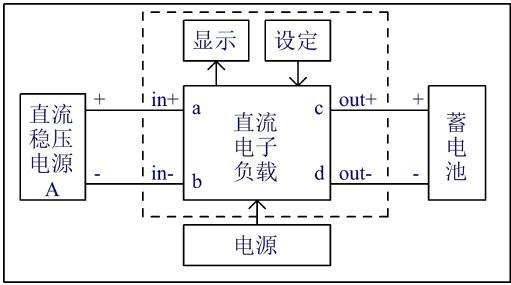 显示
设定
+
in+
a
c
out+
+
直流
稳压
电源
A
直流
电子
负载
蓄
电
池
-
in-
b
d
out-
-
电源